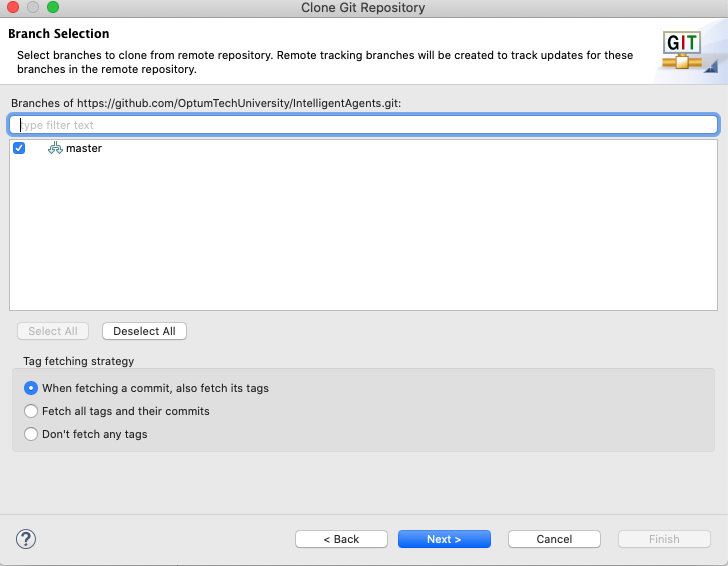 Clone Git Repository
Branch Selection
Select branches to clone from remote repository. Remote tracking branches will be created to track updates for these
branches in the remote repository.
GIT
Branches of https://github.com/OptumTechUniversity/IntelligentAgents.git:
type filter text
master
Select All
Deselect All
Tag fetching strategy
When fetching a commit, also fetch its tags
Fetch all tags and their commits
Don't fetch any tags
?
< Back
Next >
Cancel
Finish